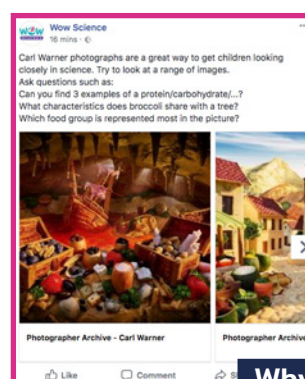 WOW
SCIENCE
Wow Science
16 mins ·
Carl Warner photographs are a great way to get children looking
closely in science. Try to look at a range of images.
Ask questions such as:
Can you find 3 examples of a protein/carbohydrate/...?
What characteristics does broccoli share with a tree?
Which food group is represented most in the picture?
Photographer Archive - Carl Warner
Photographer Archive
Like
Comment
Why